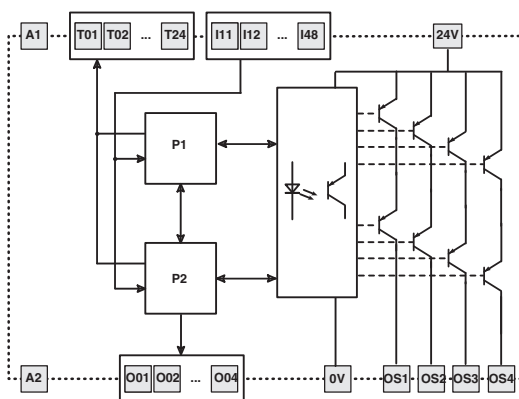 A1 T01 T02 ... T24 I11 I12 ... I48 24V
P1
P2
A2 O01 O02 ... O04 0V OS1 OS2 OS3 OS4